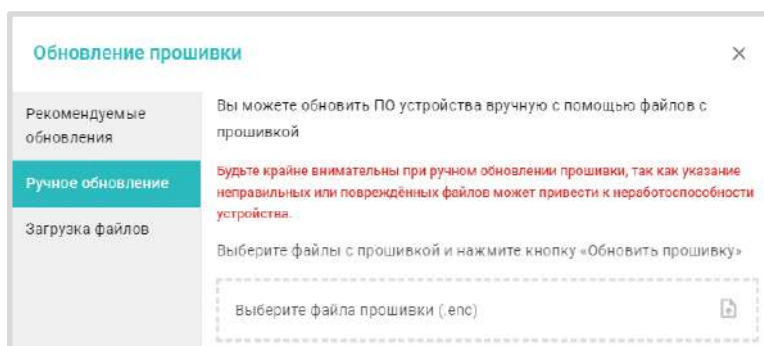 Обновление прошивки
Рекомендуемые
обновления
Ручное обновление
Загрузка файлов
Вы можете обновить ПО устройства вручную с помощью файлов с
прошивкой
Будьте крайне внимательны при ручном обновлении прошивки, так как указание
неправильных или повреждённых файлов может привести к неработоспособности
устройства.
Выберите файлы с прошивкой и нажмите кнопку «Обновить прошивку»
Выберите файла прошивки (.enc)